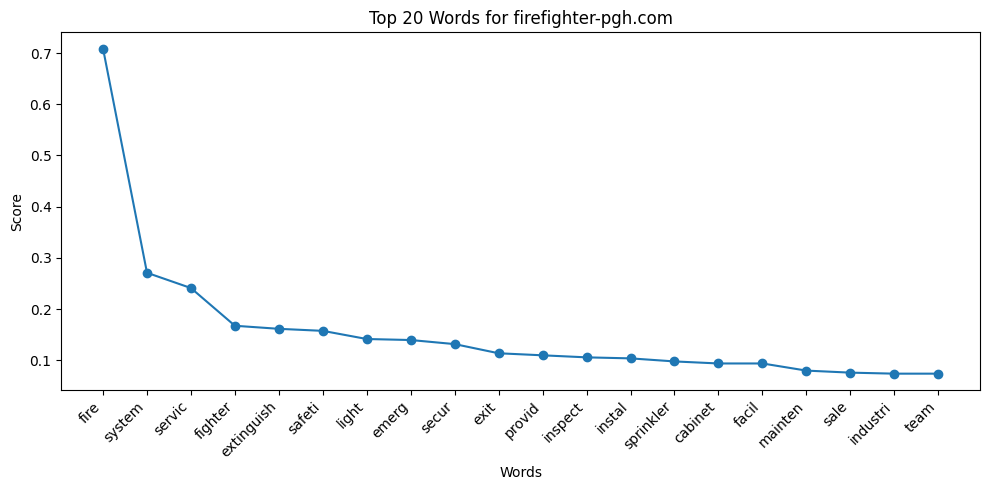 Top 20 Words for firefighter-pgh.com
Score
0.7
0.6
0.5
0.4
0.3
0.2
0.1
fire
system
servic
fighter
extinguish
safeti
light
emerg
secur
exit
provid
inspect
instal
sprinkler
cabinet
facil
mainten
sale
industri
team
Words